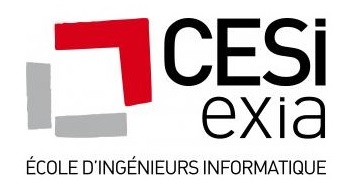 CESi
exia
ÉCOLE D'INGÉNIEURS INFORMATIQUE